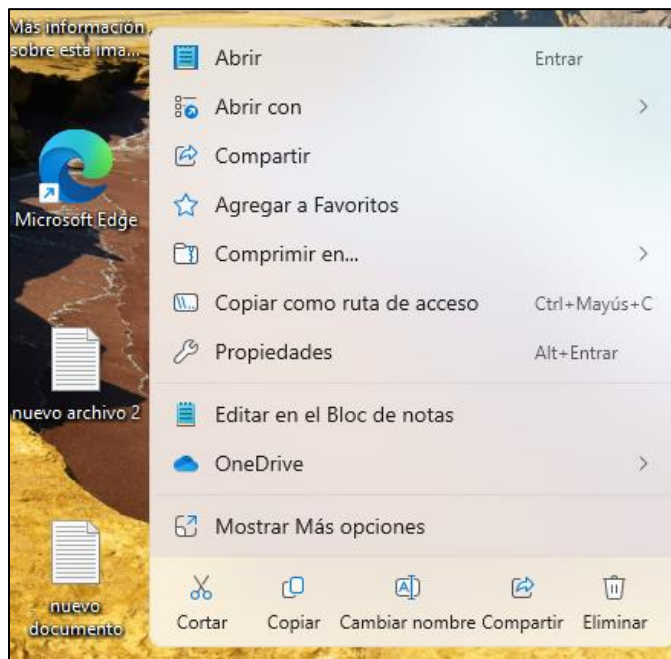 Más información
sobre esta ima...
Microsoft Edge
nuevo archivo 2
nuevo
documento
Abrir Entrar
Abrir con
Compartir
Agregar a Favoritos
Comprimir en...
Copiar como ruta de acceso Ctrl+Mayús+C
Propiedades Alt+Entrar
Editar en el Bloc de notas
OneDrive
Mostrar Más opciones
Cortar Copiar Cambiar nombre Compartir Eliminar